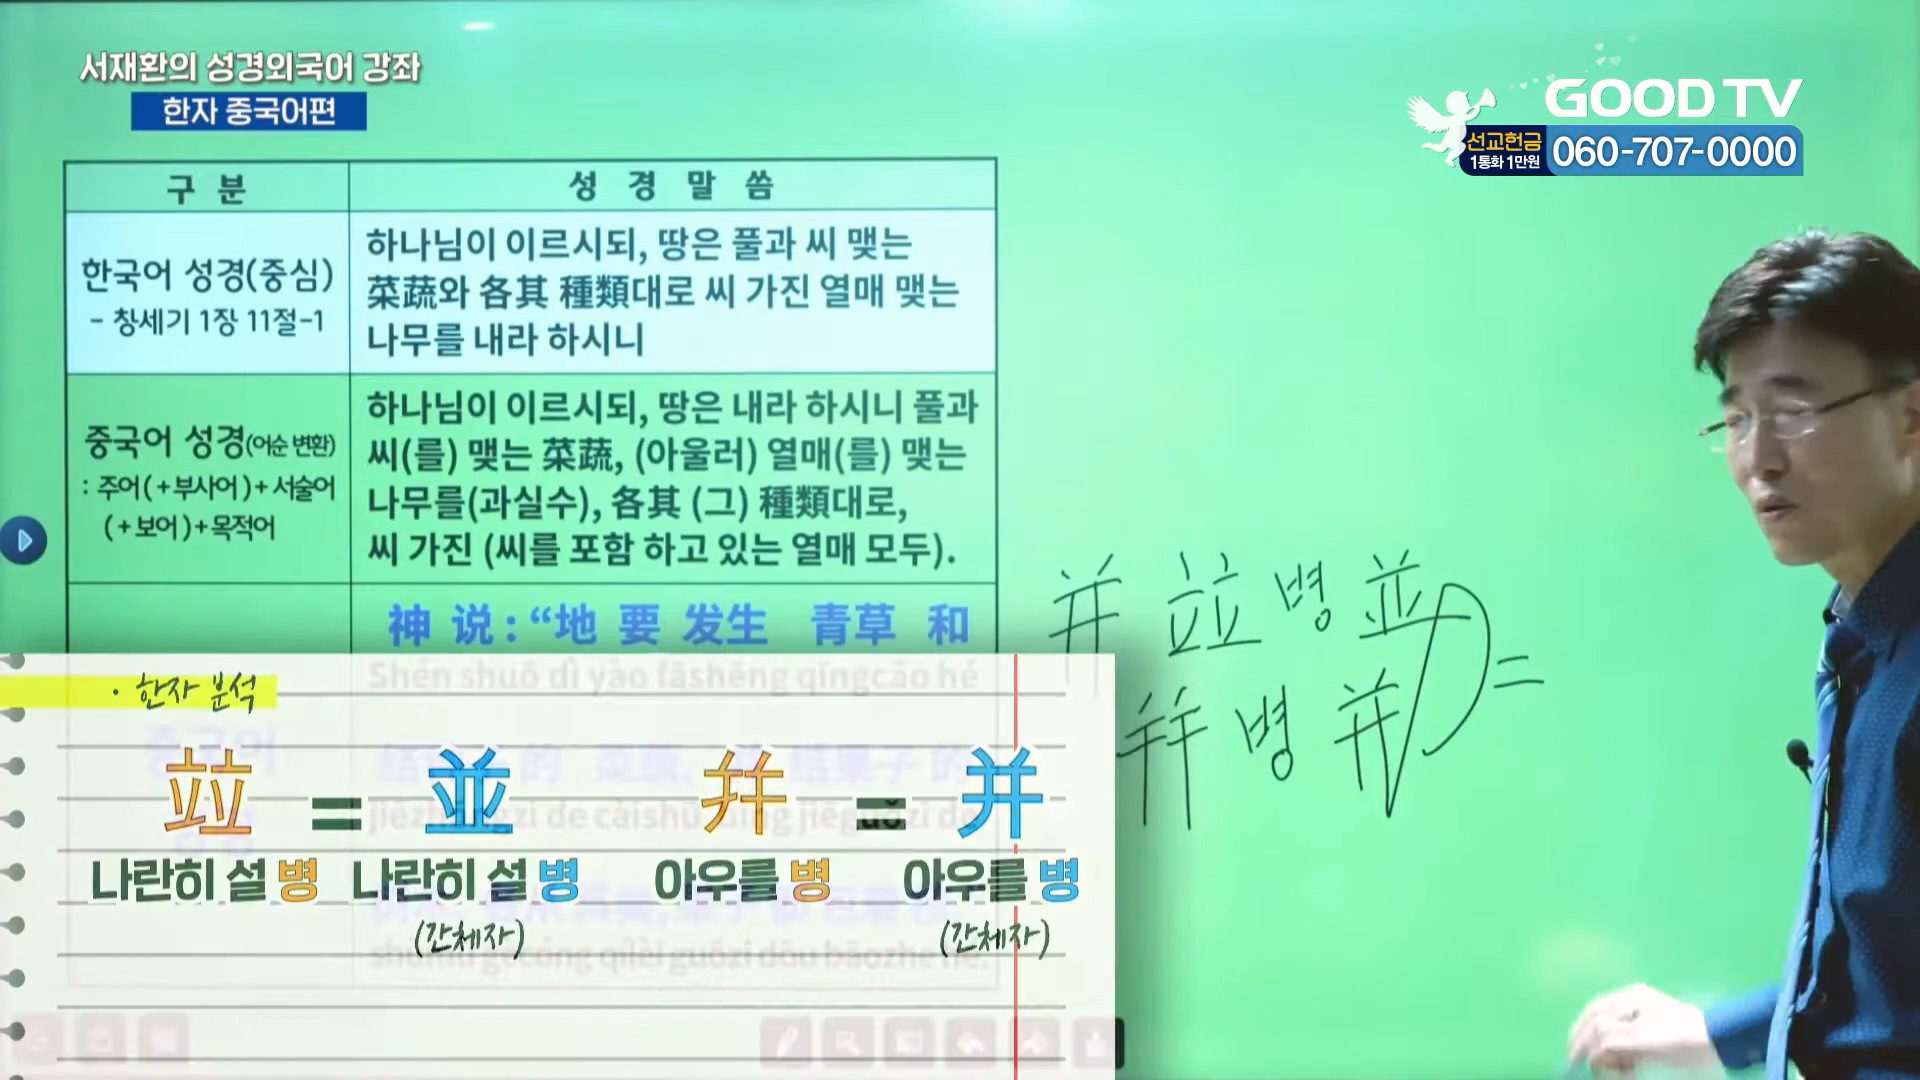 서재환의 성경외국어 강좌
한자 중국어편
GOODTV
선교헌금
1통화 1만원
060-707-0000
구 분
성 경 말 씀
한국어 성경(중심)
- 창세기 1장 11절-1
하나님이 이르시되, 땅은 풀과 씨 맺는
菜蔬와 各其 種類대로 씨 가진 열매 맺는
나무를 내라 하시니
중국어 성경(어순 변환)
: 주어(+부사어)+서술어
(+보어)+목적어
하나님이 이르시되, 땅은 내라 하시니 풀과
씨(를) 맺는 菜蔬, (아울러) 열매(를) 맺는
나무를(과실수), 各其 (그) 種類대로,
씨 가진 (씨를 포함 하고 있는 열매 모두).
神 说：“地 要 发生 青草 和
Shén shuō dì yào fāshēng qīngcǎo hé
并 竝 병 並
幷 병 并
=
· 한자 분석
竝 = 並 幷 = 并
나란히 설 병 나란히 설 병 아우를 병 아우를 병
(간체자) (간체자)